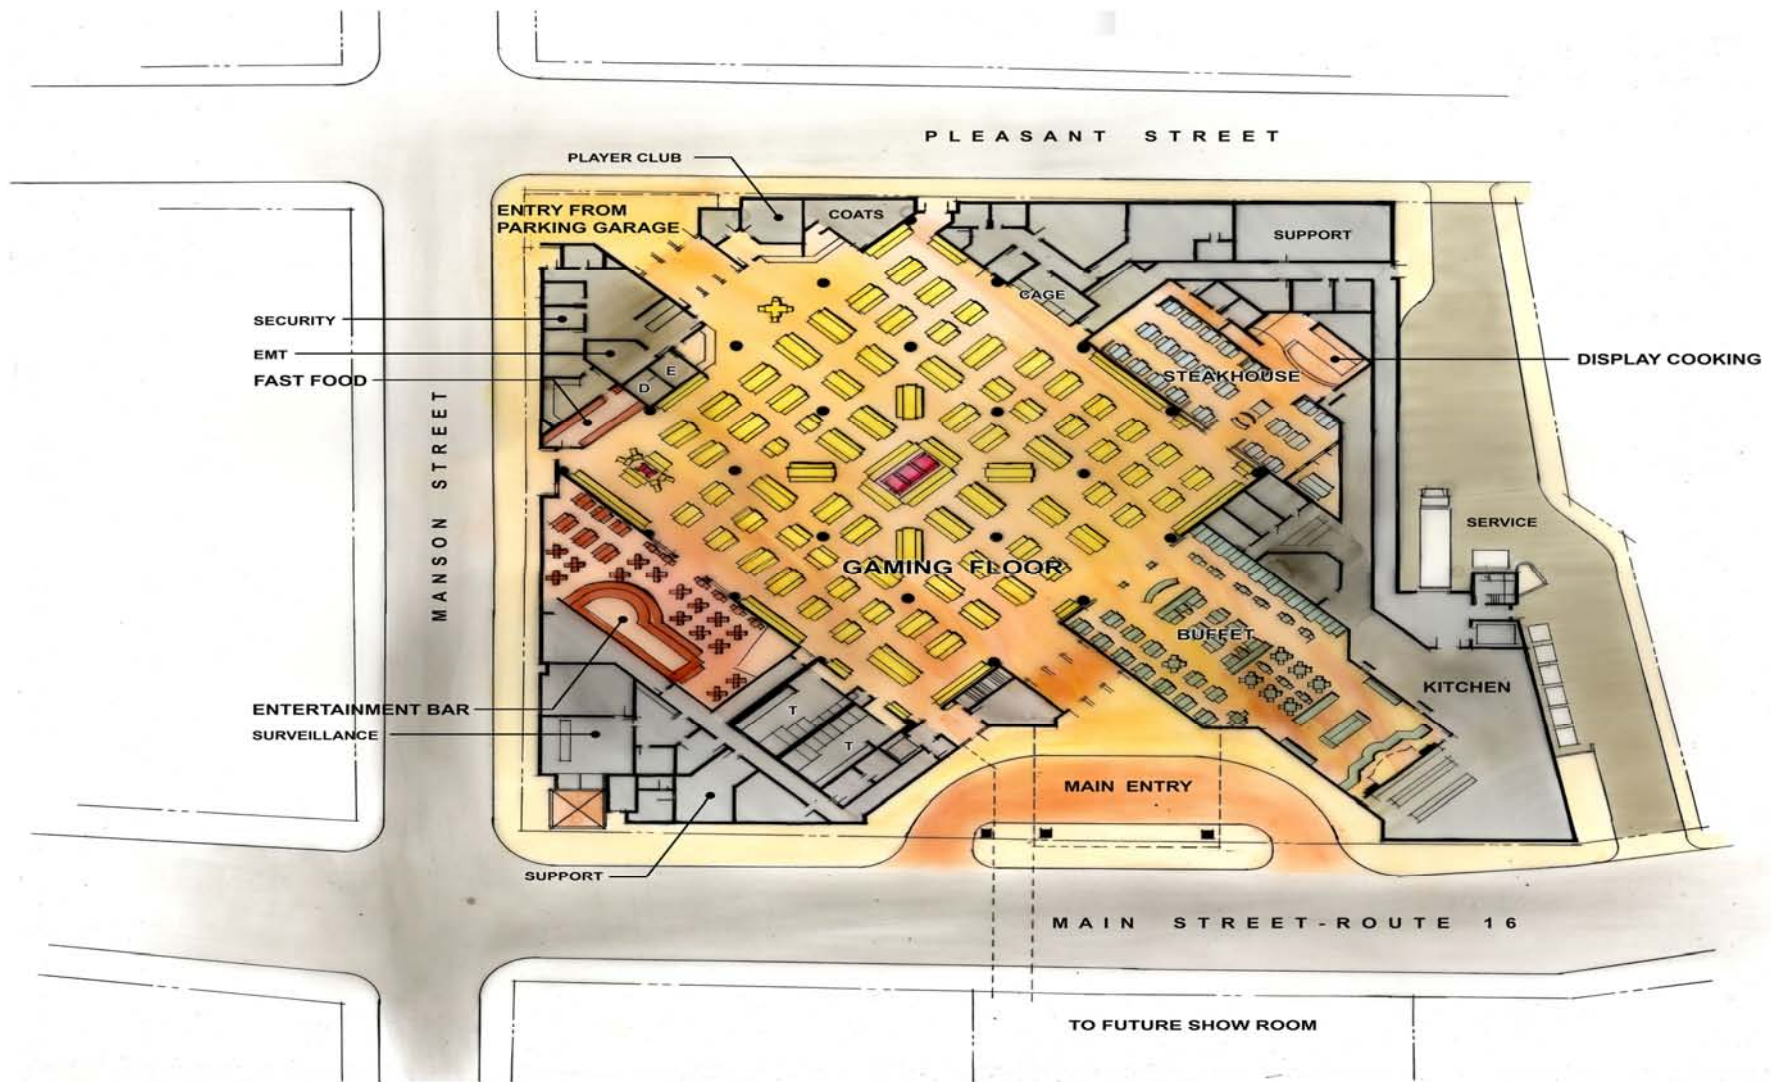 PLEASANT STREET
PLAYER CLUB
ENTRY FROM
PARKING GARAGE
COATS
SUPPORT
CAGE
SECURITY
EMT
FAST FOOD
E
D
DISPLAY COOKING
STEAKHOUSE
MANSON STREET
SERVICE
GAMING FLOOR
BUFFET
KITCHEN
ENTERTAINMENT BAR
SURVEILLANCE
T
T
MAIN ENTRY
SUPPORT
MAIN STREET-ROUTE 16
TO FUTURE SHOW ROOM